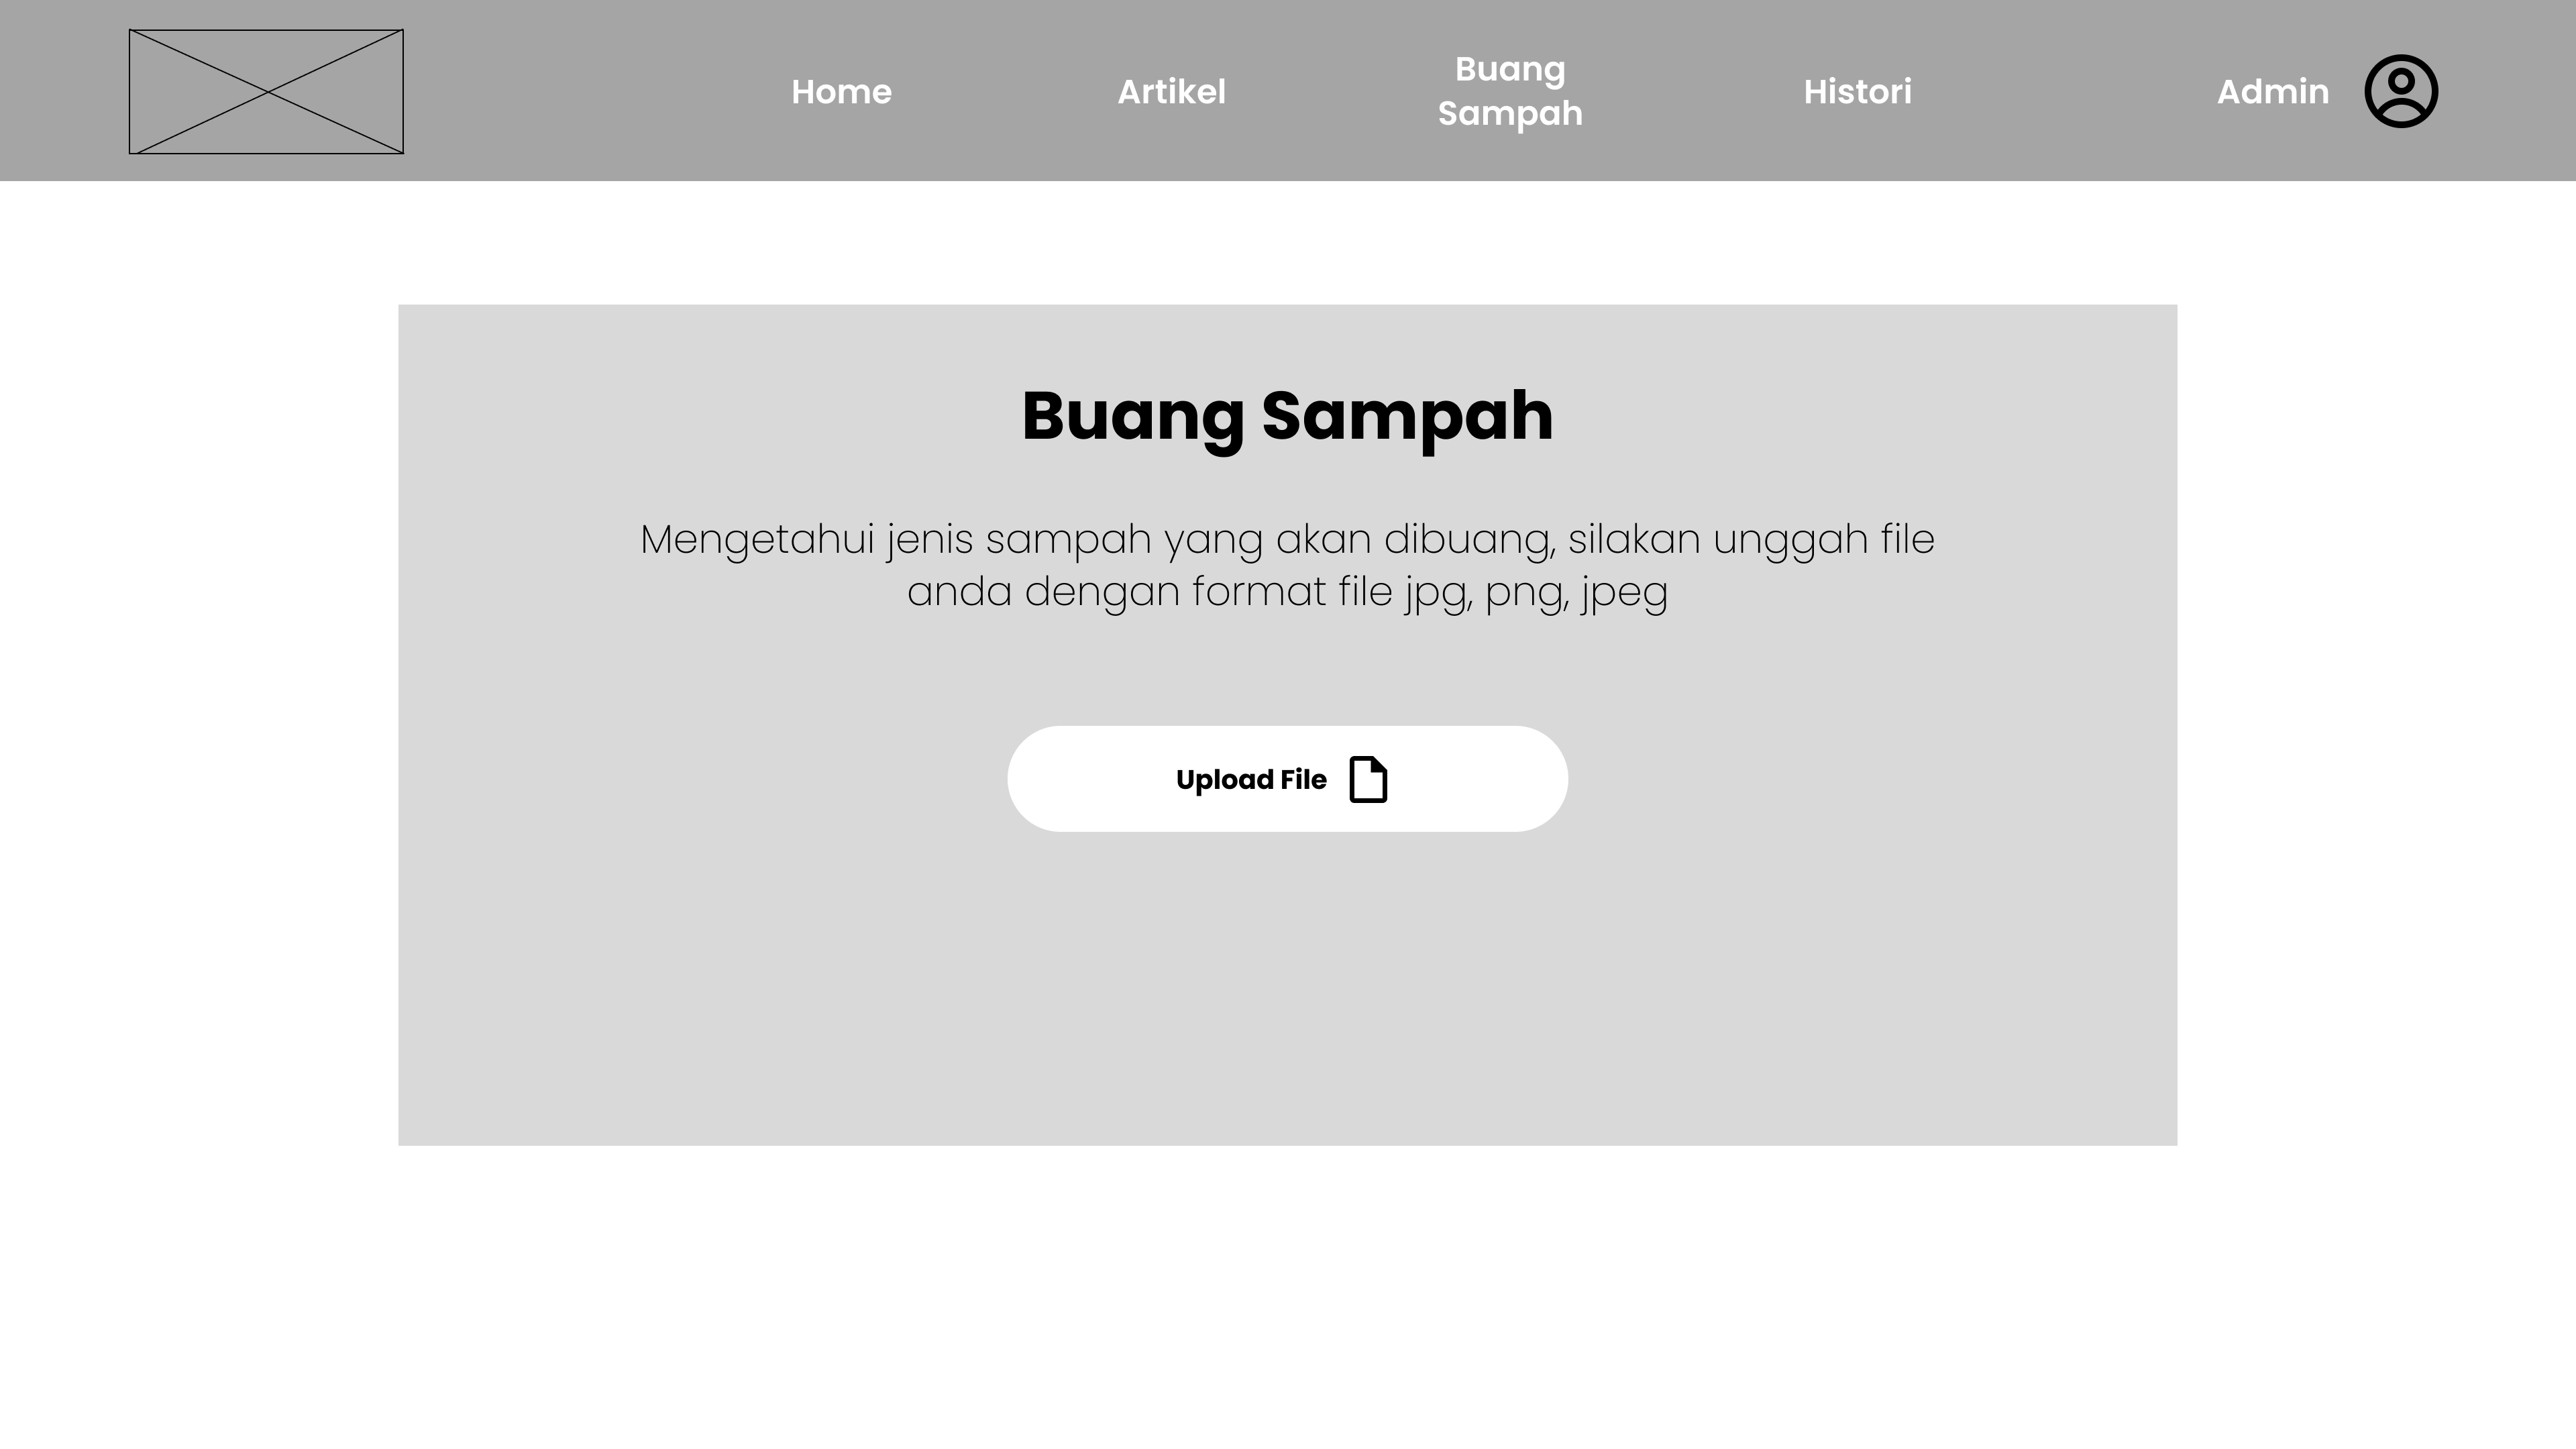 Home
Artikel
Buang
Sampah
Histori
Admin
Buang Sampah
Mengetahui jenis sampah yang akan dibuang, silakan unggah file
anda dengan format file jpg, png, jpeg
Upload File